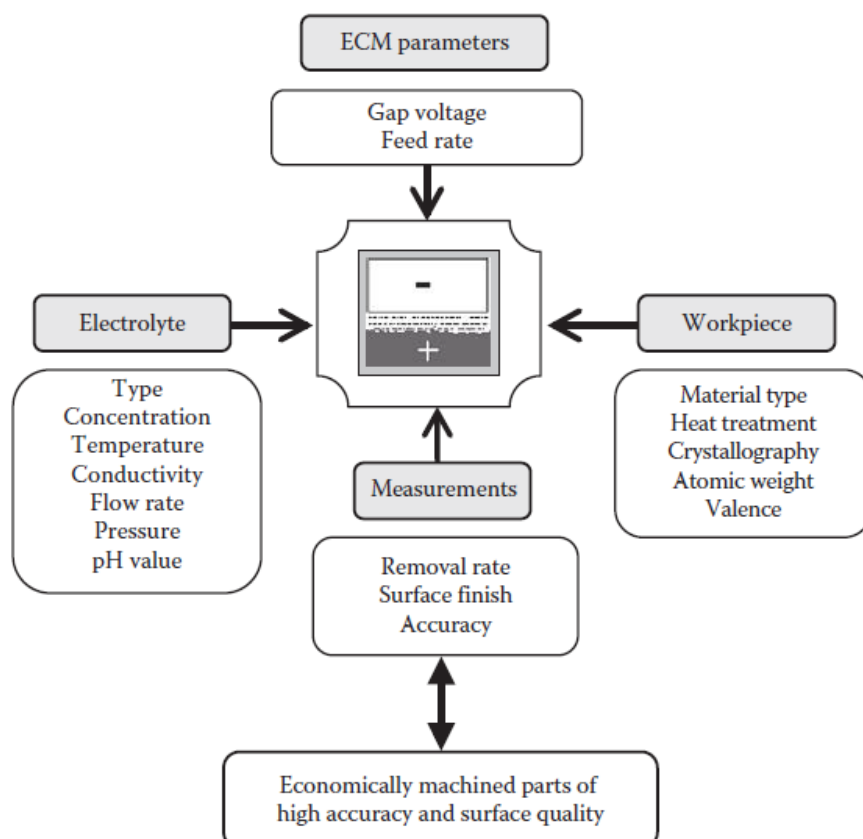 ECM parameters
Gap voltage
Feed rate
-
+
Electrolyte
Type
Concentration
Temperature
Conductivity
Flow rate
Pressure
pH value
Workpiece
Material type
Heat treatment
Crystallography
Atomic weight
Valence
Measurements
Removal rate
Surface finish
Accuracy
Economically machined parts of
high accuracy and surface quality